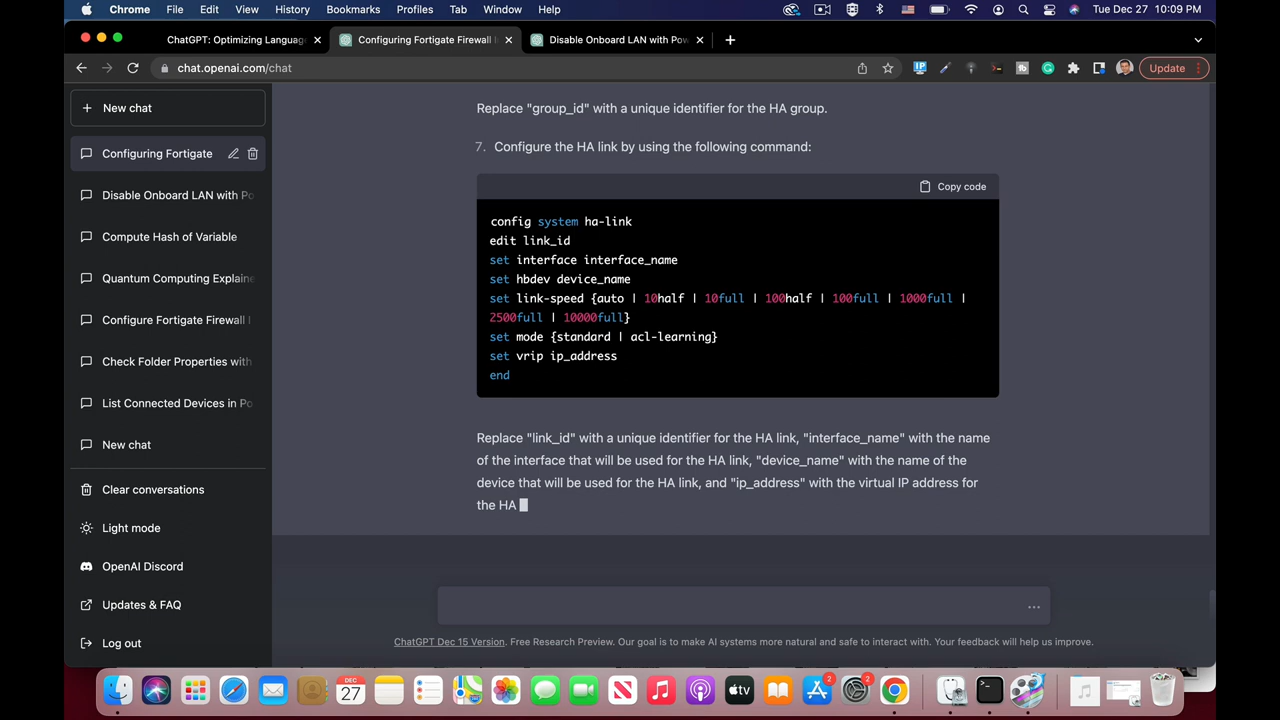 Chrome File Edit View History Bookmarks Profiles Tab Window Help Tue Dec 27 10:09 PM
ChatGPT: Optimizing Languag Configuring Fortigate Firewall Disable Onboard LAN with Pow
chat.openai.com/chat Update
New chat
Configuring Fortigate
Disable Onboard LAN with Po
Compute Hash of Variable
Quantum Computing Explaine
Configure Fortigate Firewall
Check Folder Properties with
List Connected Devices in Po
New chat
Clear conversations
Light mode
OpenAI Discord
Updates & FAQ
Log out
Replace "group_id" with a unique identifier for the HA group.
7. Configure the HA link by using the following command:
Copy code
config system ha-link
edit link_id
set interface interface_name
set hbdev device_name
set link-speed {auto | 10half | 10full | 100half | 100full | 1000full |
2500full | 10000full}
set mode {standard | acl-learning}
set vrip ip_address
end
Replace "link_id" with a unique identifier for the HA link, "interface_name" with the name
of the interface that will be used for the HA link, "device_name" with the name of the
device that will be used for the HA link, and "ip_address" with the virtual IP address for
the HA
ChatGPT Dec 15 Version. Free Research Preview. Our goal is to make AI systems more natural and safe to interact with. Your feedback will help us improve.
DEC
27
tv
2
2